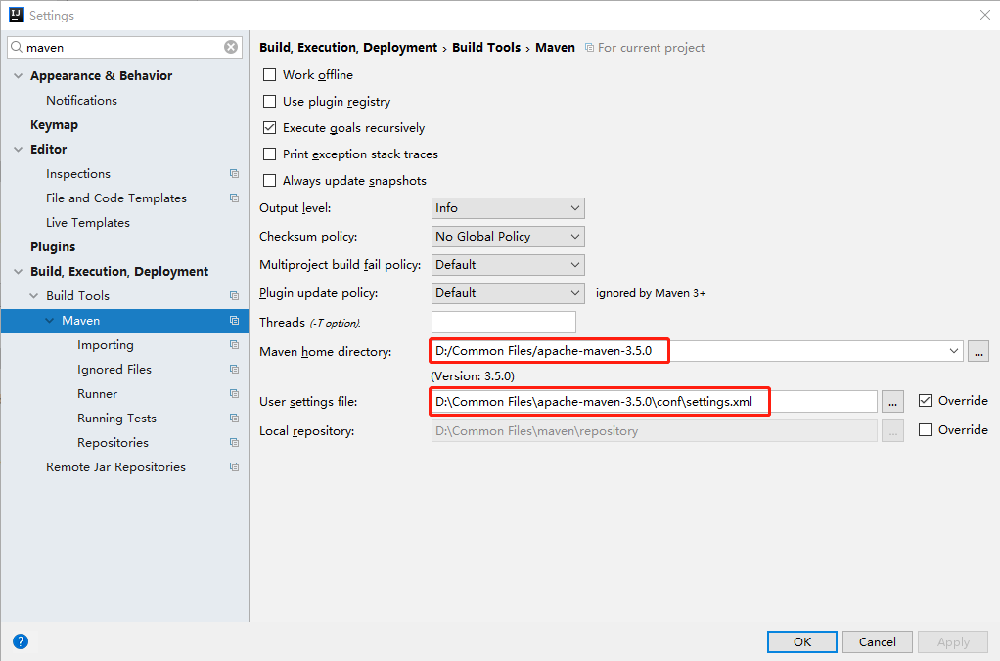 IJ Settings
maven
Appearance & Behavior
Notifications
Keymap
Editor
Inspections
File and Code Templates
Live Templates
Plugins
Build, Execution, Deployment
Build Tools
Maven
Importing
Ignored Files
Runner
Running Tests
Repositories
Remote Jar Repositories
Build, Execution, Deployment › Build Tools › Maven For current project
Work offline
Use plugin registry
Execute goals recursively
Print exception stack traces
Always update snapshots
Output level: Info
Checksum policy: No Global Policy
Multiproject build fail policy: Default
Plugin update policy: Default ignored by Maven 3+
Threads (-T option).
Maven home directory: D:/Common Files/apache-maven-3.5.0 ...
(Version: 3.5.0)
User settings file: D:\Common Files\apache-maven-3.5.0\conf\settings.xml ... Override
Local repository: D:\Common Files\maven\repository ... Override
? OK Cancel Apply